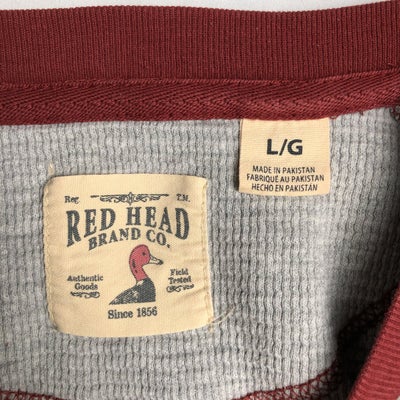 Reg. T.M.
RED HEAD
BRAND CO.
Authentic
Goods
Field
Tested
Since 1856
L/G
MADE IN PAKISTAN
FABRIQUÉ AU PAKISTAN
HECHO EN PAKISTÁN